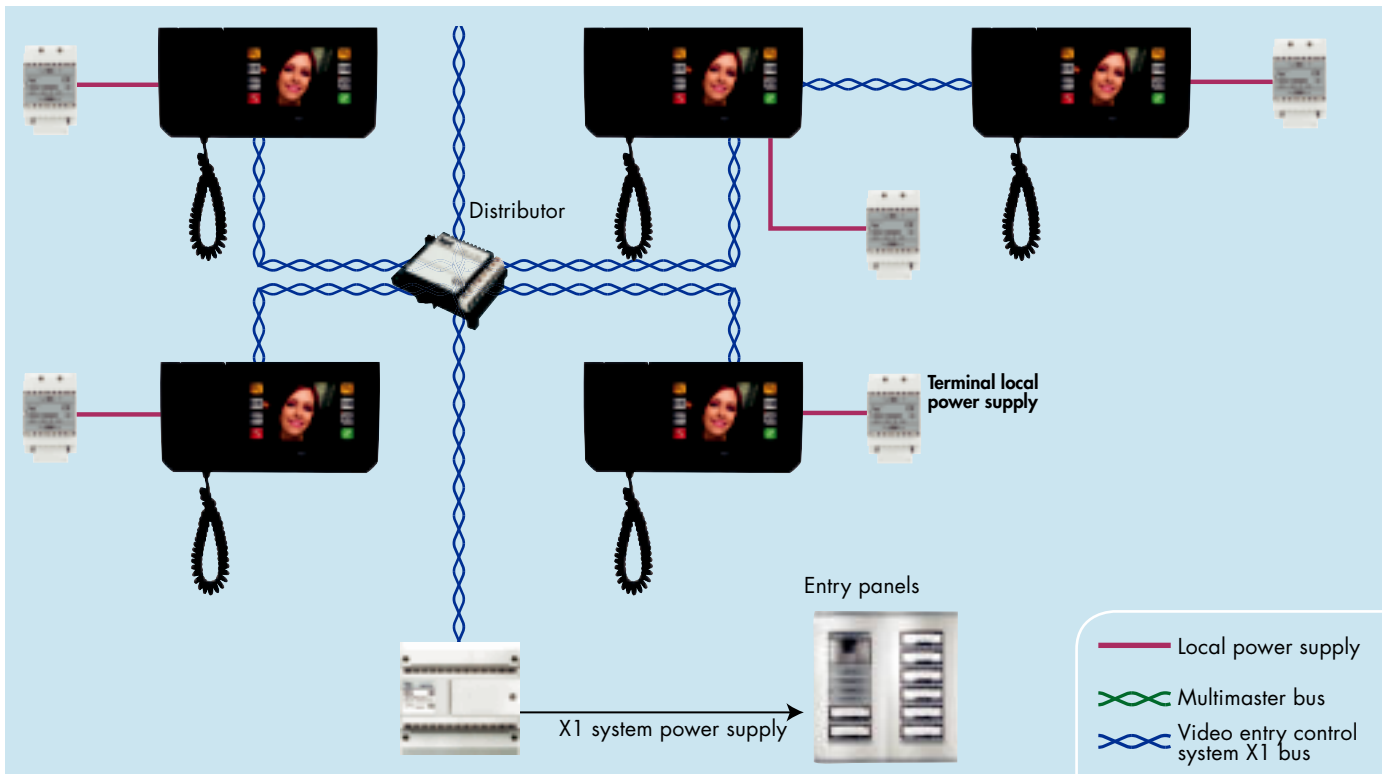 Distributor
Terminal local
power supply
Entry panels
X1 system power supply
Local power supply
Multimaster bus
Video entry control
system X1 bus